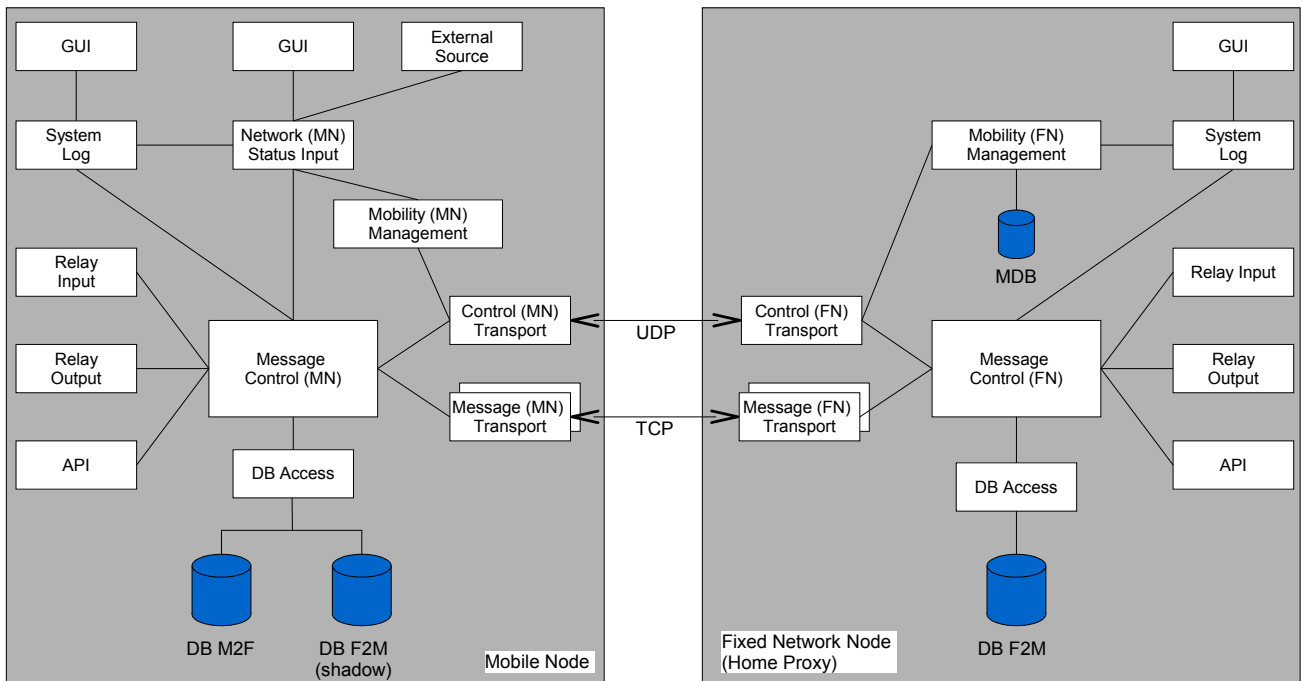 GUI
GUI
External
Source
System
Log
Network (MN)
Status Input
Mobility (MN)
Management
Relay
Input
Control (MN)
Transport
Relay
Output
Message
Control (MN)
Message (MN)
Transport
API
DB Access
DB M2F
DB F2M
(shadow)
Mobile Node
UDP
TCP
GUI
Mobility (FN)
Management
System
Log
MDB
Relay Input
Control (FN)
Transport
Message
Control (FN)
Relay
Output
Message (FN)
Transport
API
DB Access
DB F2M
Fixed Network Node
(Home Proxy)